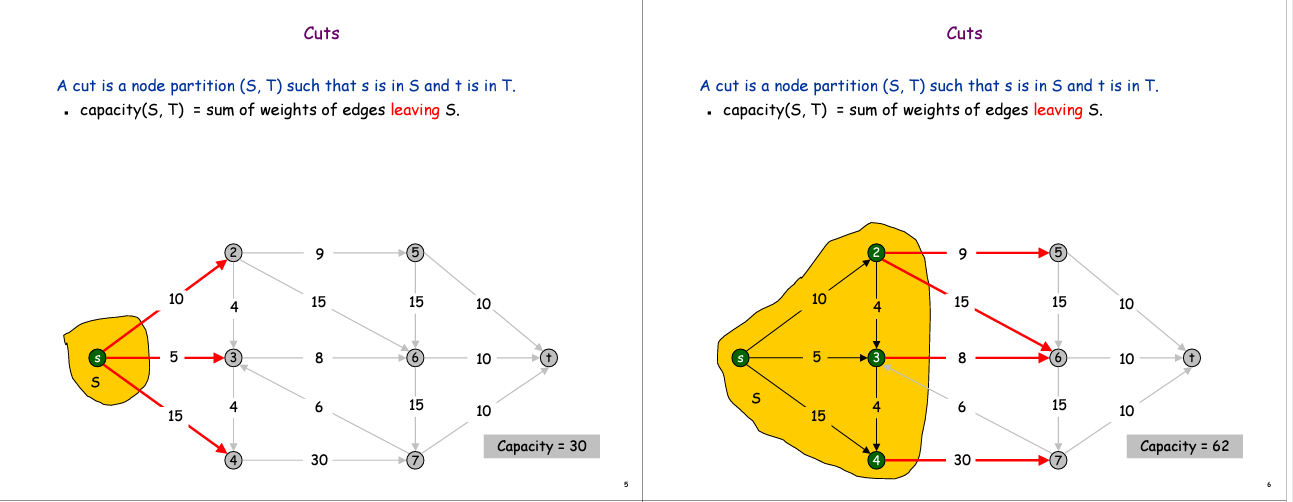 Cuts
A cut is a node partition (S, T) such that s is in S and t is in T.
▪ capacity(S, T) = sum of weights of edges leaving S.
2 9 5
10 4 15 15 10
s 5 3 8 6 10 t
S
15 4 6 15 10
4 30 7
Capacity = 30
5
Cuts
A cut is a node partition (S, T) such that s is in S and t is in T.
▪ capacity(S, T) = sum of weights of edges leaving S.
2 9 5
10 4 15 15 10
s 5 3 8 6 10 t
S
15 4 6 15 10
4 30 7
Capacity = 62
6